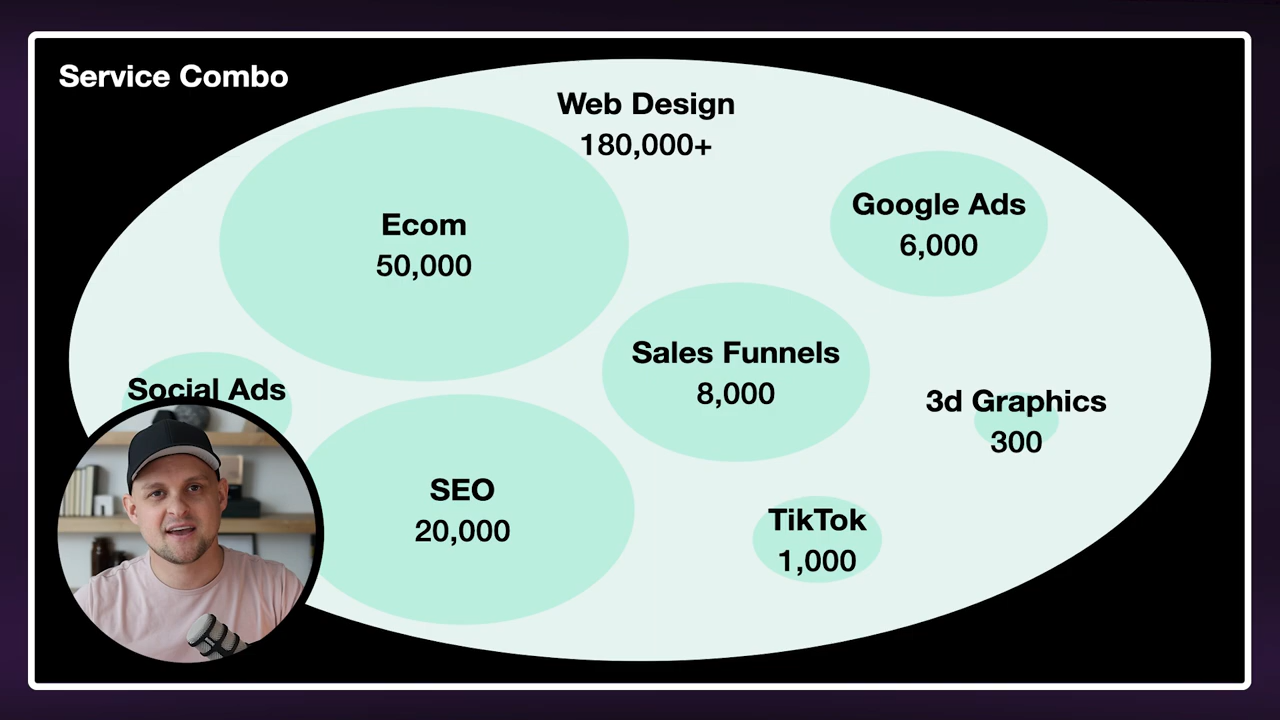 Service Combo
Web Design
180,000+
Ecom
50,000
Google Ads
6,000
Sales Funnels
8,000
Social Ads
3d Graphics
300
SEO
20,000
TikTok
1,000